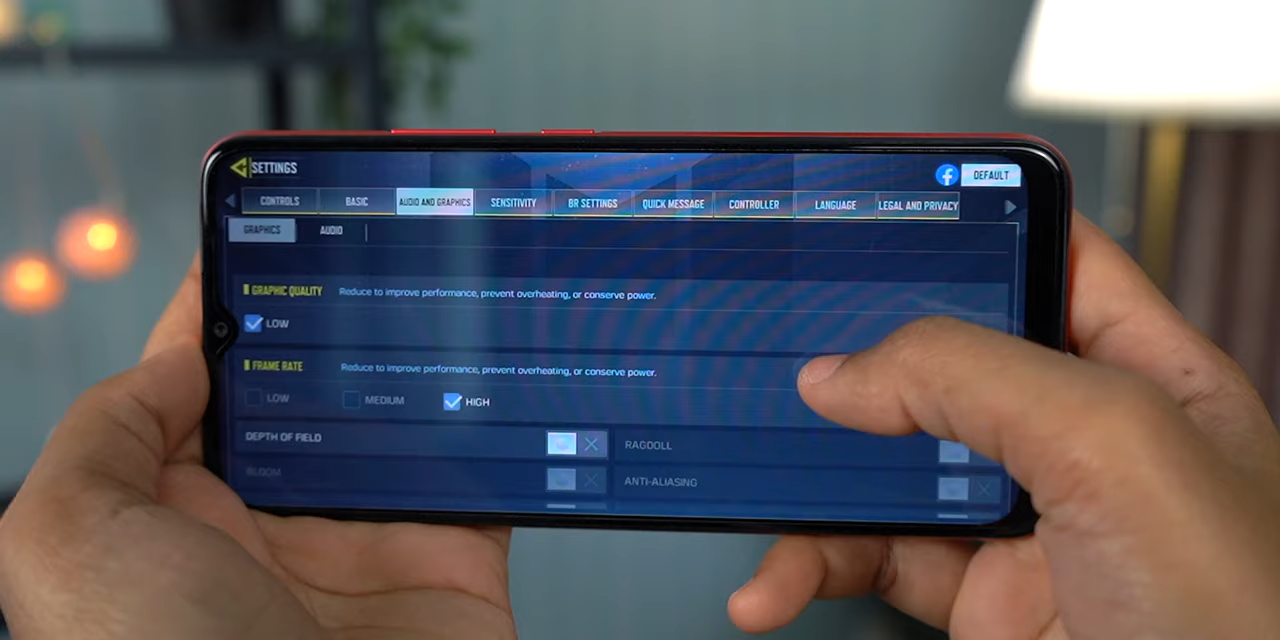 SETTINGS
DEFAULT
CONTROLS BASIC AUDIO AND GRAPHICS SENSITIVITY BR SETTINGS QUICK MESSAGE CONTROLLER LANGUAGE LEGAL AND PRIVACY
GRAPHICS AUDIO
GRAPHIC QUALITY Reduce to improve performance, prevent overheating, or conserve power.
LOW
FRAME RATE Reduce to improve performance, prevent overheating, or conserve power.
LOW MEDIUM HIGH
DEPTH OF FIELD RAGDOLL
BLOOM ANTI-ALIASING